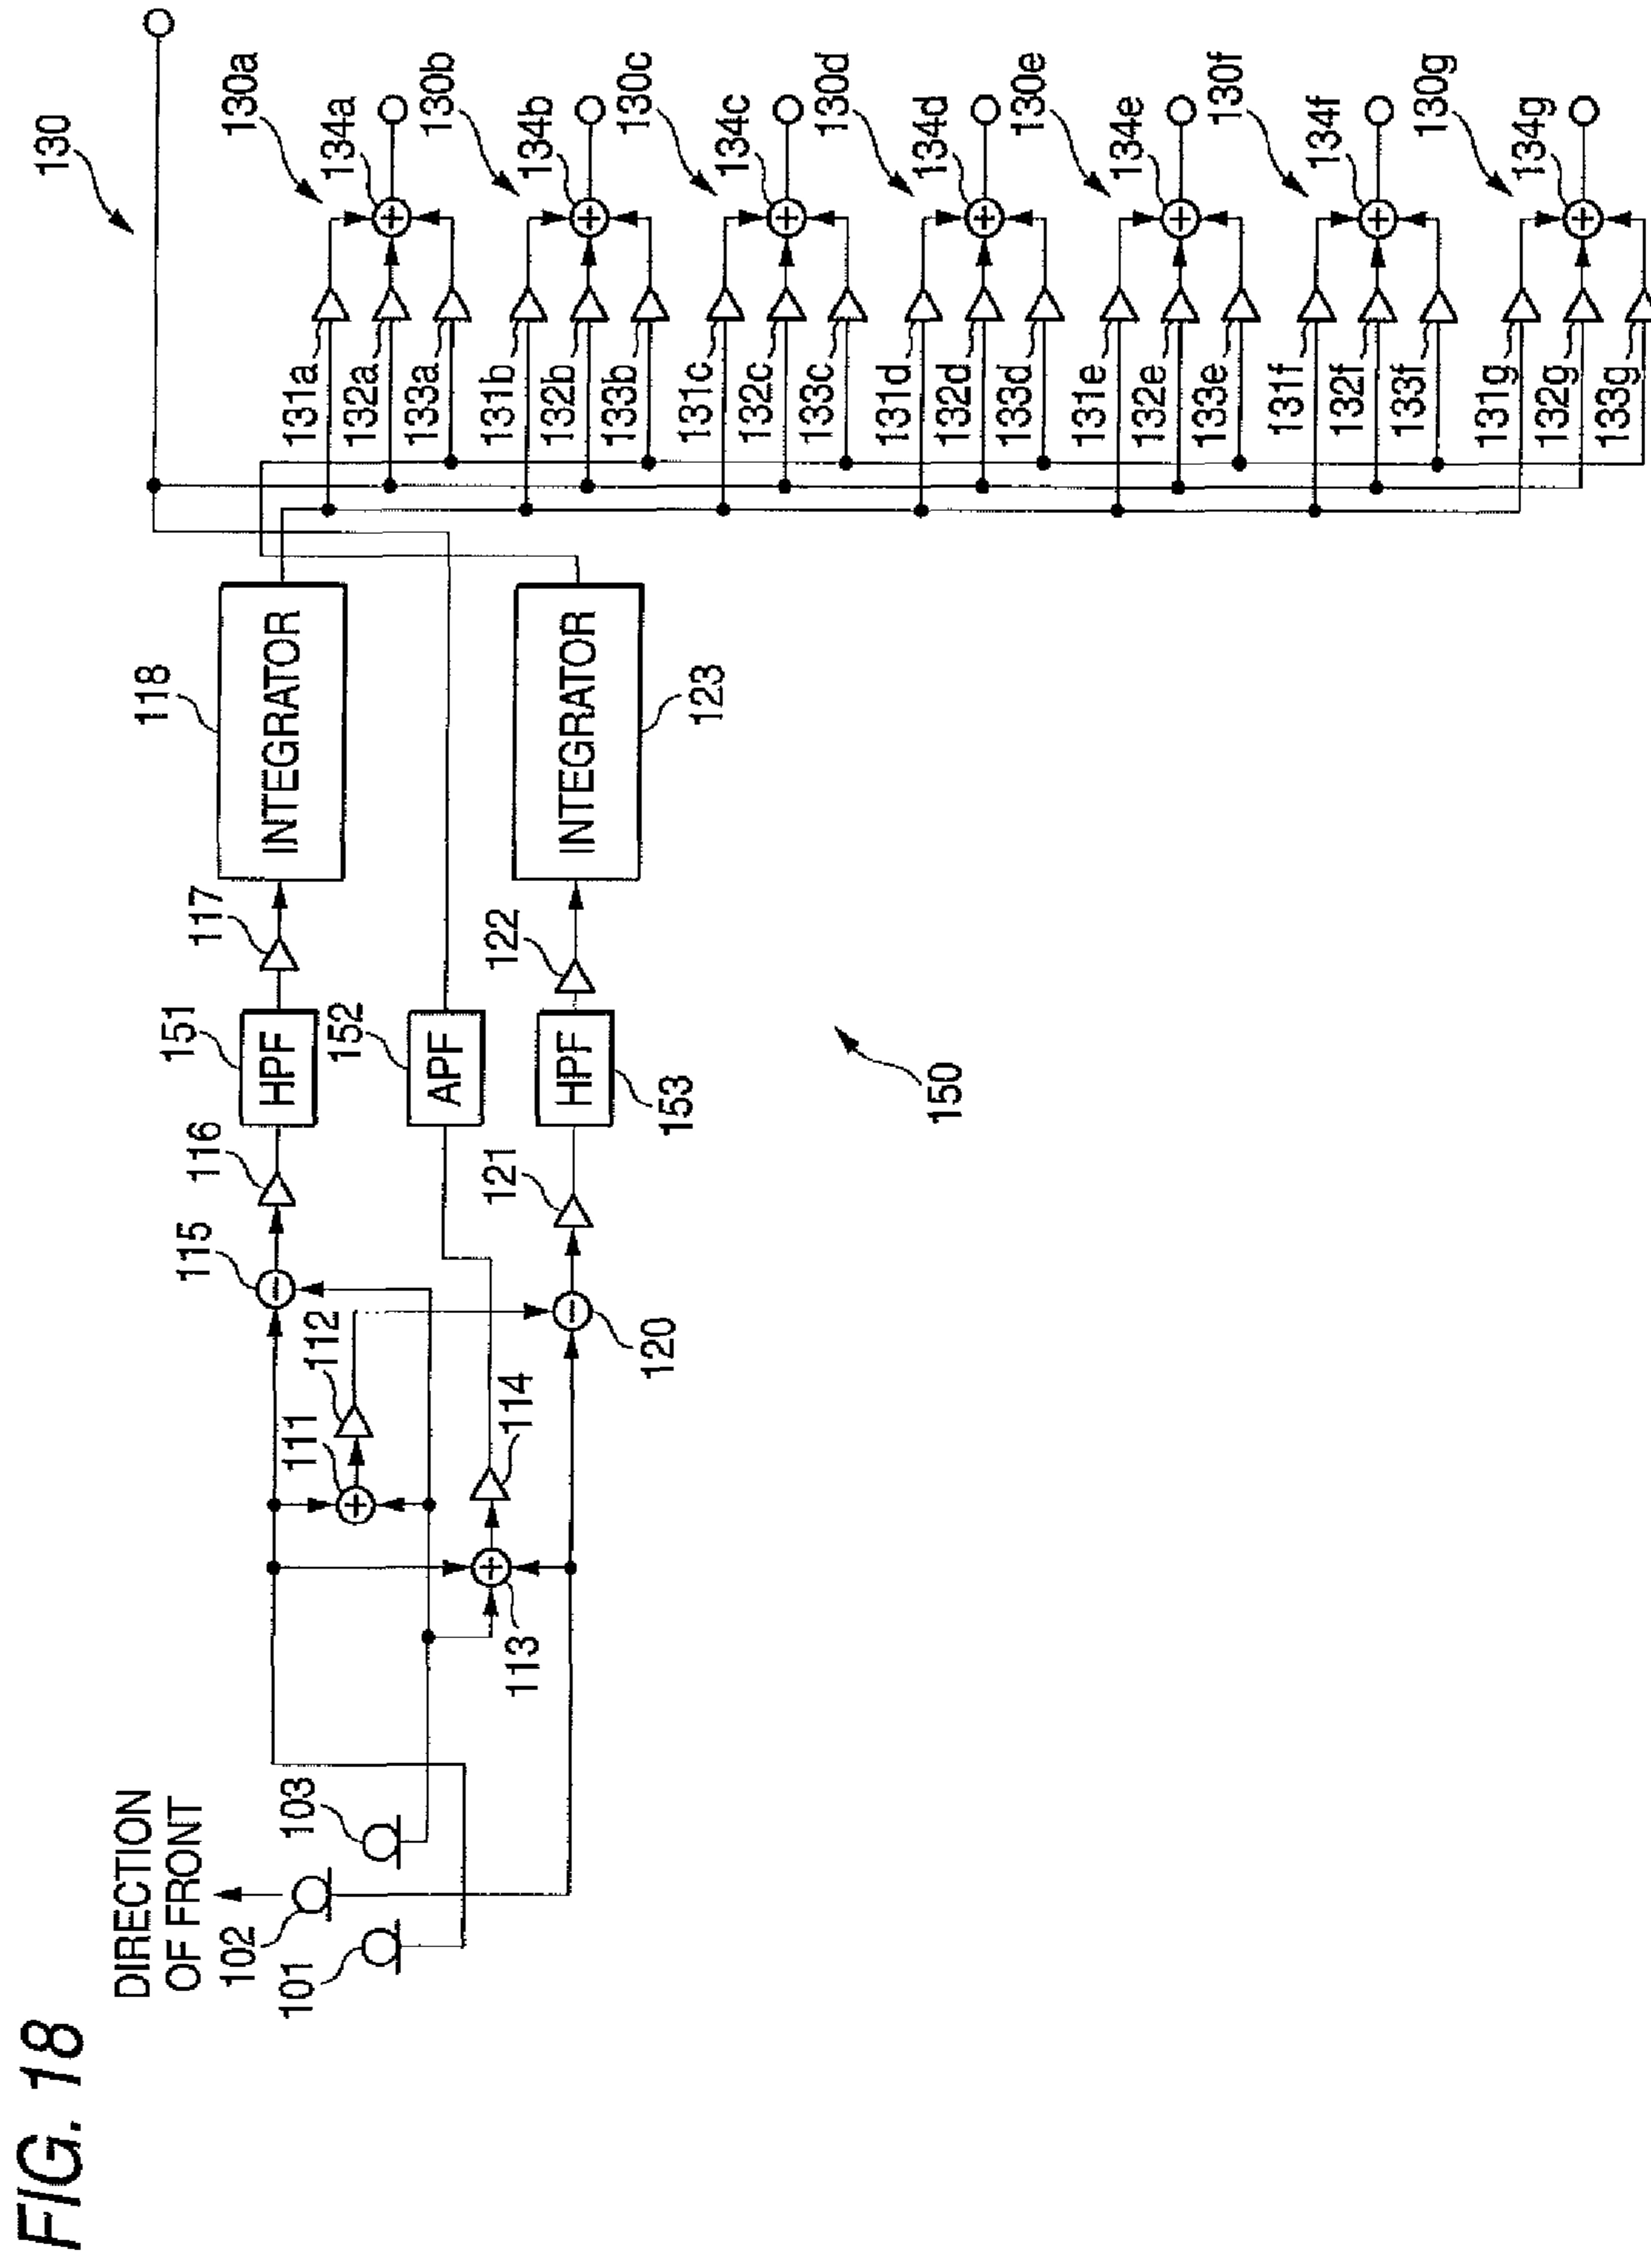 FIG. 18
DIRECTION
OF FRONT
101
102
103
111
112
113
114
115
116
117
118
120
121
122
123
HPF
151
APF
152
HPF
153
INTEGRATOR
INTEGRATOR
150
130
130a
131a
132a
133a
134a
130b
131b
132b
133b
134b
130c
131c
132c
133c
134c
130d
131d
132d
133d
134d
130e
131e
132e
133e
134e
130f
131f
132f
133f
134f
130g
131g
132g
133g
134g